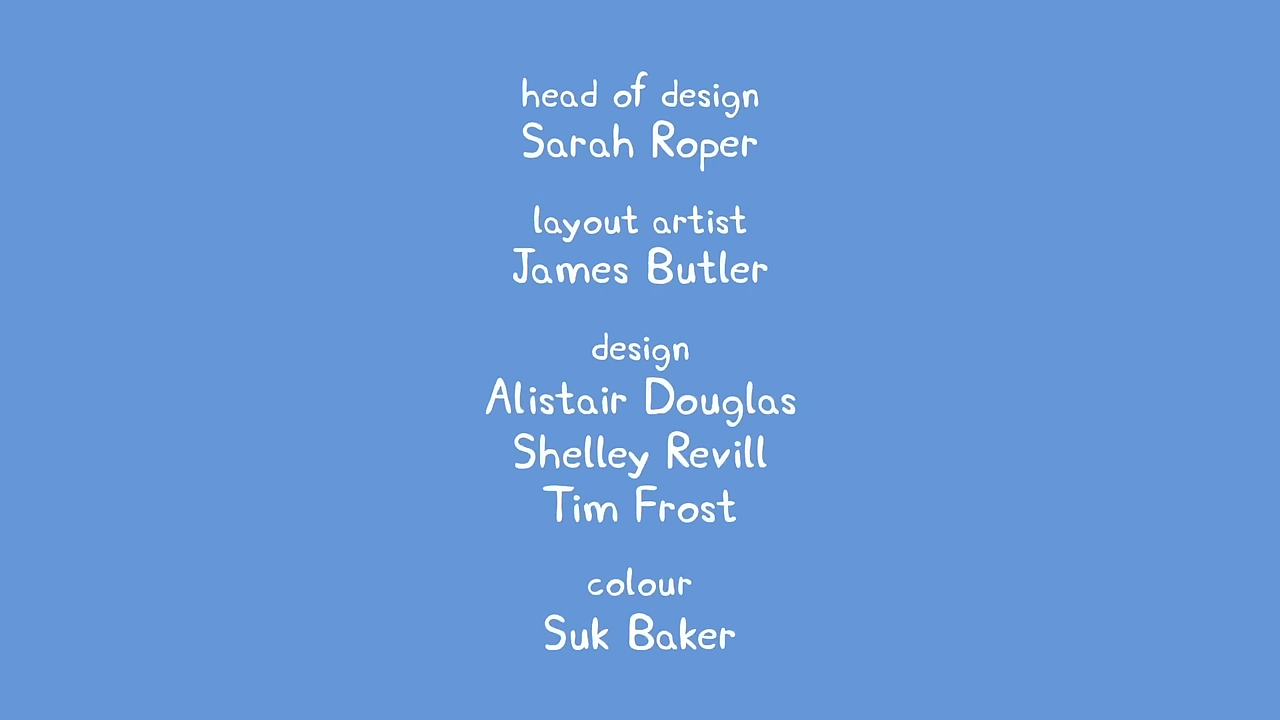 head of design
Sarah Roper
layout artist
James Butler
design
Alistair Douglas
Shelley Revill
Tim Frost
colour
Suk Baker